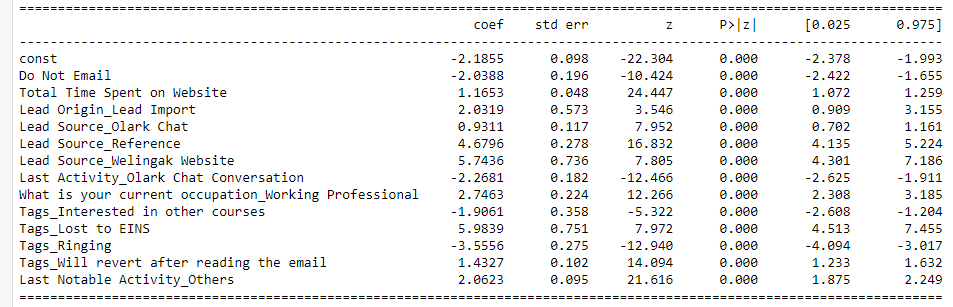 coef std err z P>|z| [0.025 0.975]
const -2.1855 0.098 -22.304 0.000 -2.378 -1.993
Do Not Email -2.0388 0.196 -10.424 0.000 -2.422 -1.655
Total Time Spent on Website 1.1653 0.048 24.447 0.000 1.072 1.259
Lead Origin_Lead Import 2.0319 0.573 3.546 0.000 0.909 3.155
Lead Source_Olark Chat 0.9311 0.117 7.952 0.000 0.702 1.161
Lead Source_Reference 4.6796 0.278 16.832 0.000 4.135 5.224
Lead Source_Welingak Website 5.7436 0.736 7.805 0.000 4.301 7.186
Last Activity_Olark Chat Conversation -2.2681 0.182 -12.466 0.000 -2.625 -1.911
What is your current occupation_Working Professional 2.7463 0.224 12.266 0.000 2.308 3.185
Tags_Interested in other courses -1.9061 0.358 -5.322 0.000 -2.608 -1.204
Tags_Lost to EINS 5.9839 0.751 7.972 0.000 4.513 7.455
Tags_Ringing -3.5556 0.275 -12.940 0.000 -4.094 -3.017
Tags_Will revert after reading the email 1.4327 0.102 14.094 0.000 1.233 1.632
Last Notable Activity_Others 2.0623 0.095 21.616 0.000 1.875 2.249